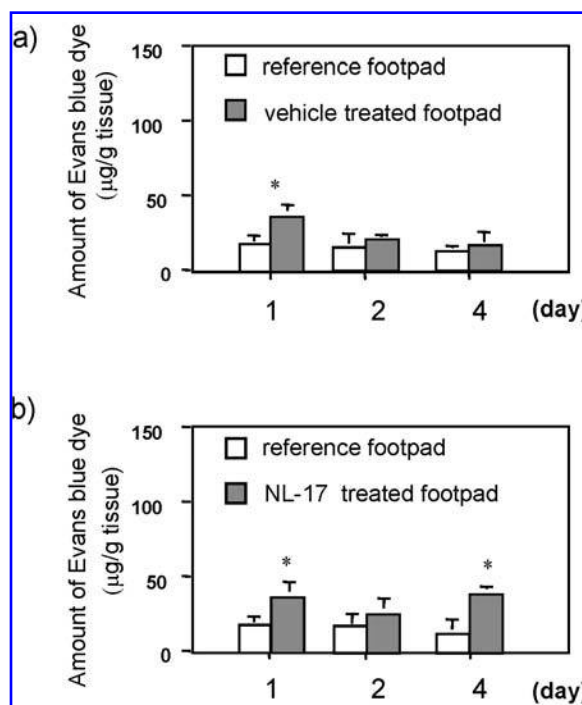 a)
Amount of Evans blue dye
(μg/g tissue)
150
100
50
0
reference footpad
vehicle treated footpad
*
1 2 4 (day)
b)
Amount of Evans blue dye
(μg/g tissue)
150
100
50
0
reference footpad
NL-17 treated footpad
* *
1 2 4 (day)